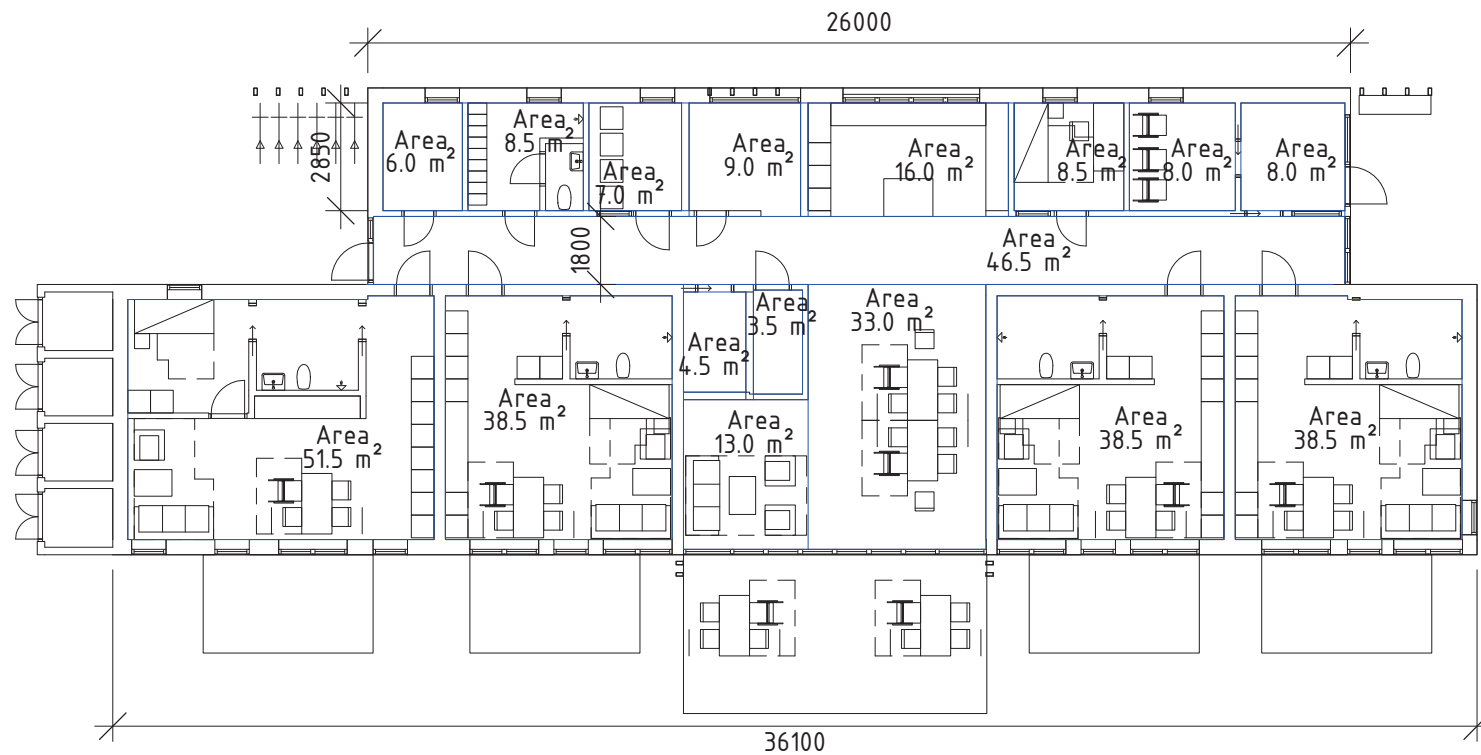 26000
2850
Area
6.0 m²
Area
8.5 m²
Area
7.0 m²
Area
9.0 m²
Area
16.0 m²
Area
8.5 m²
Area
8.0 m²
Area
8.0 m²
1800
Area
46.5 m²
Area
51.5 m²
Area
38.5 m²
Area
4.5 m²
Area
3.5 m²
Area
13.0 m²
Area
33.0 m²
Area
38.5 m²
Area
38.5 m²
36100